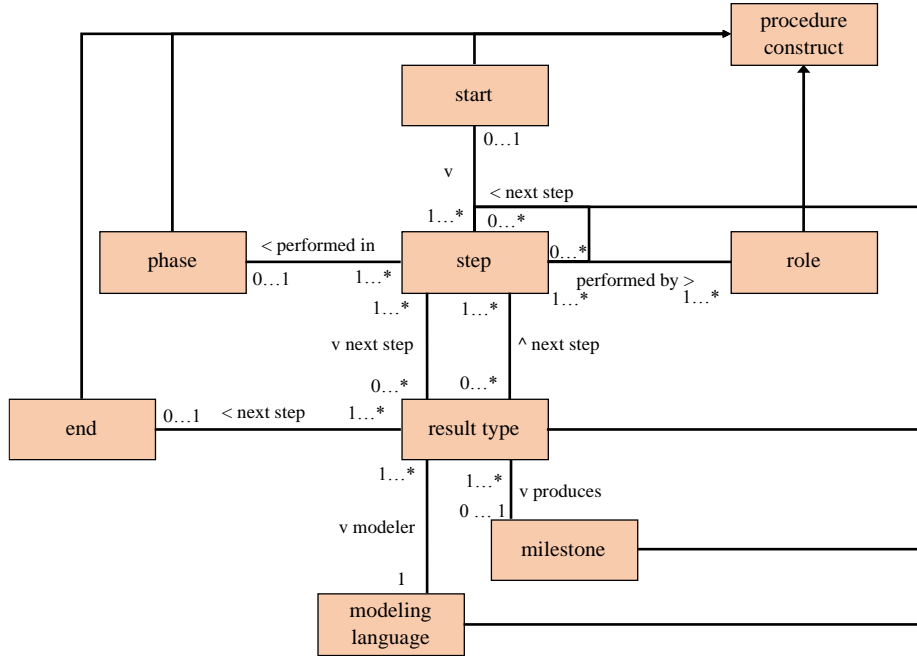 procedure
construct
start
0…1
v
< next step
1…*
0…*
< performed in
phase
step
0…*
role
0…1
1…*
performed by >
1…*
1…*
1…*
1…*
v next step
^ next step
0…*
0…*
0…1
< next step
1…*
end
result type
1…*
1…*
v produces
0 … 1
v modeler
milestone
1
modeling
language